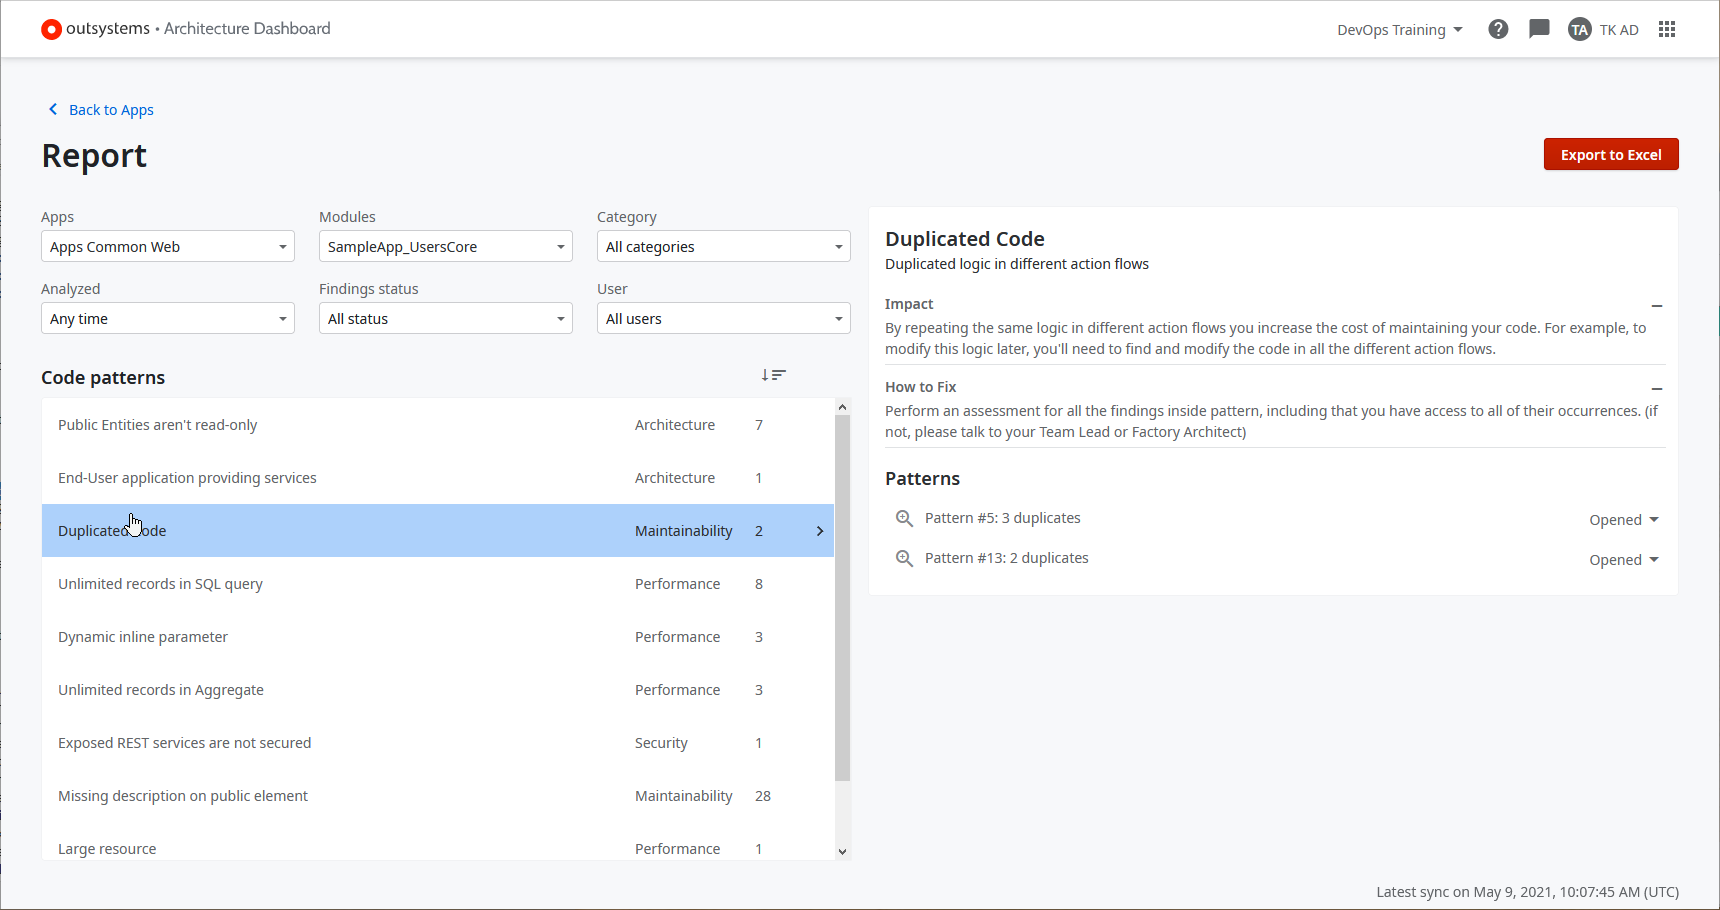 outsystems • Architecture Dashboard
DevOps Training
TA
TK AD
Back to Apps
Report
Export to Excel
Apps
Modules
Category
Apps Common Web
SampleApp_UsersCore
All categories
Analyzed
Findings status
User
Any time
All status
All users
Code patterns
Public Entities aren't read-only Architecture 7
End-User application providing services Architecture 1
Duplicated Code Maintainability 2
Unlimited records in SQL query Performance 8
Dynamic inline parameter Performance 3
Unlimited records in Aggregate Performance 3
Exposed REST services are not secured Security 1
Missing description on public element Maintainability 28
Large resource Performance 1
Duplicated Code
Duplicated logic in different action flows
Impact
By repeating the same logic in different action flows you increase the cost of maintaining your code. For example, to
modify this logic later, you'll need to find and modify the code in all the different action flows.
How to Fix
Perform an assessment for all the findings inside pattern, including that you have access to all of their occurrences. (if
not, please talk to your Team Lead or Factory Architect)
Patterns
Pattern #5: 3 duplicates Opened
Pattern #13: 2 duplicates Opened
Latest sync on May 9, 2021, 10:07:45 AM (UTC)